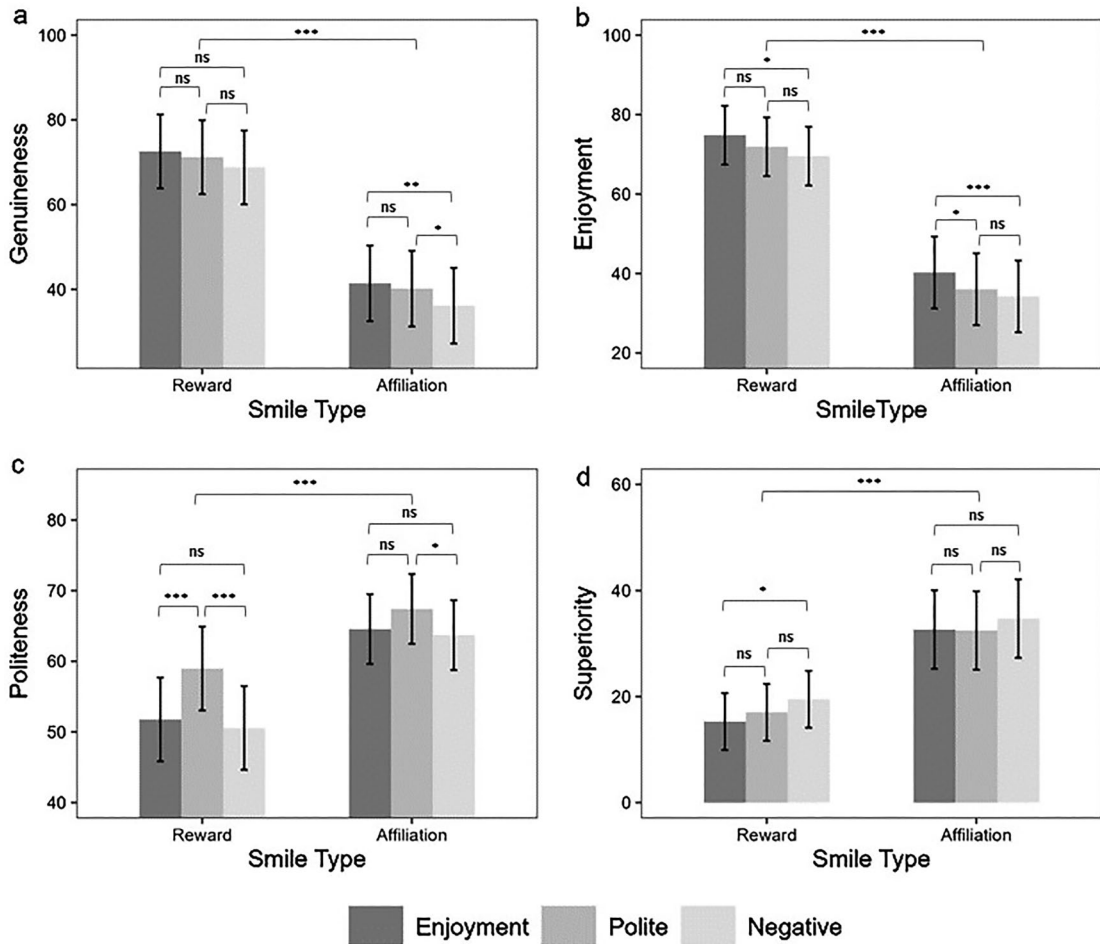 a
100
80
60
40
Genuineness
***
ns
ns
ns
**
ns
*
Reward
Affiliation
Smile Type
b
100
80
60
40
20
Enjoyment
***
*
ns
ns
***
*
ns
Reward
Affiliation
SmileType
c
80
70
60
50
40
Politeness
***
ns
*** ***
ns
ns
*
Reward
Affiliation
Smile Type
d
60
40
20
0
Superiority
***
*
ns
ns
ns
ns
ns
Reward
Affiliation
Smile Type
Enjoyment Polite Negative